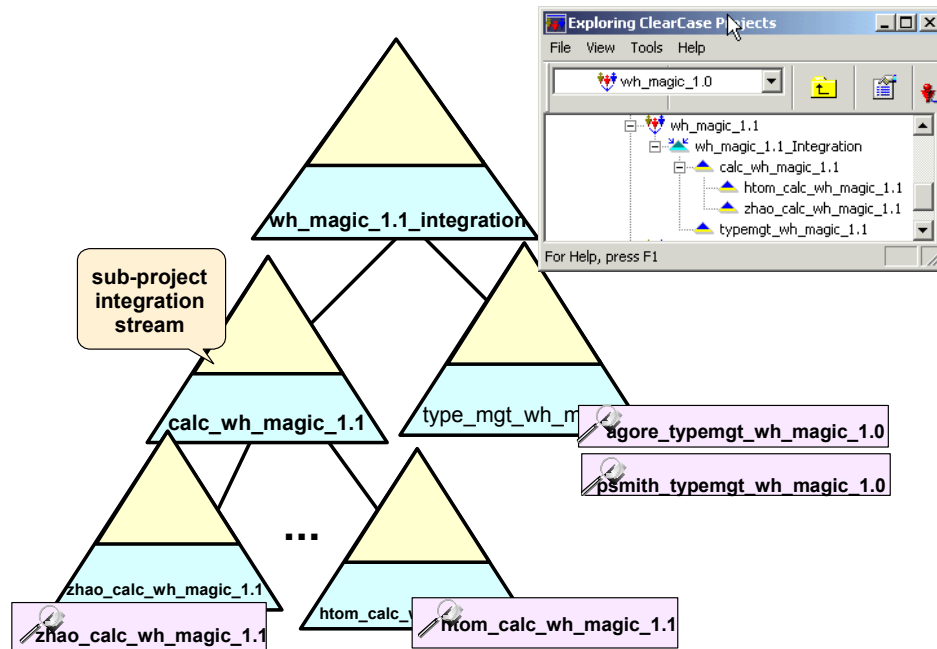 Exploring ClearCase Projects
File View Tools Help
wh_magic_1.0
wh_magic_1.1
wh_magic_1.1_Integration
calc_wh_magic_1.1
htom_calc_wh_magic_1.1
zhao_calc_wh_magic_1.1
typemgt_wh_magic_1.1
For Help, press F1
wh_magic_1.1_integration
sub-project
integration
stream
calc_wh_magic_1.1
type_mgt_wh_m
agore_typemgt_wh_magic_1.0
psmith_typemgt_wh_magic_1.0
...
zhao_calc_wh_magic_1.1
htom_calc_w
zhao_calc_wh_magic_1.1
htom_calc_wh_magic_1.1